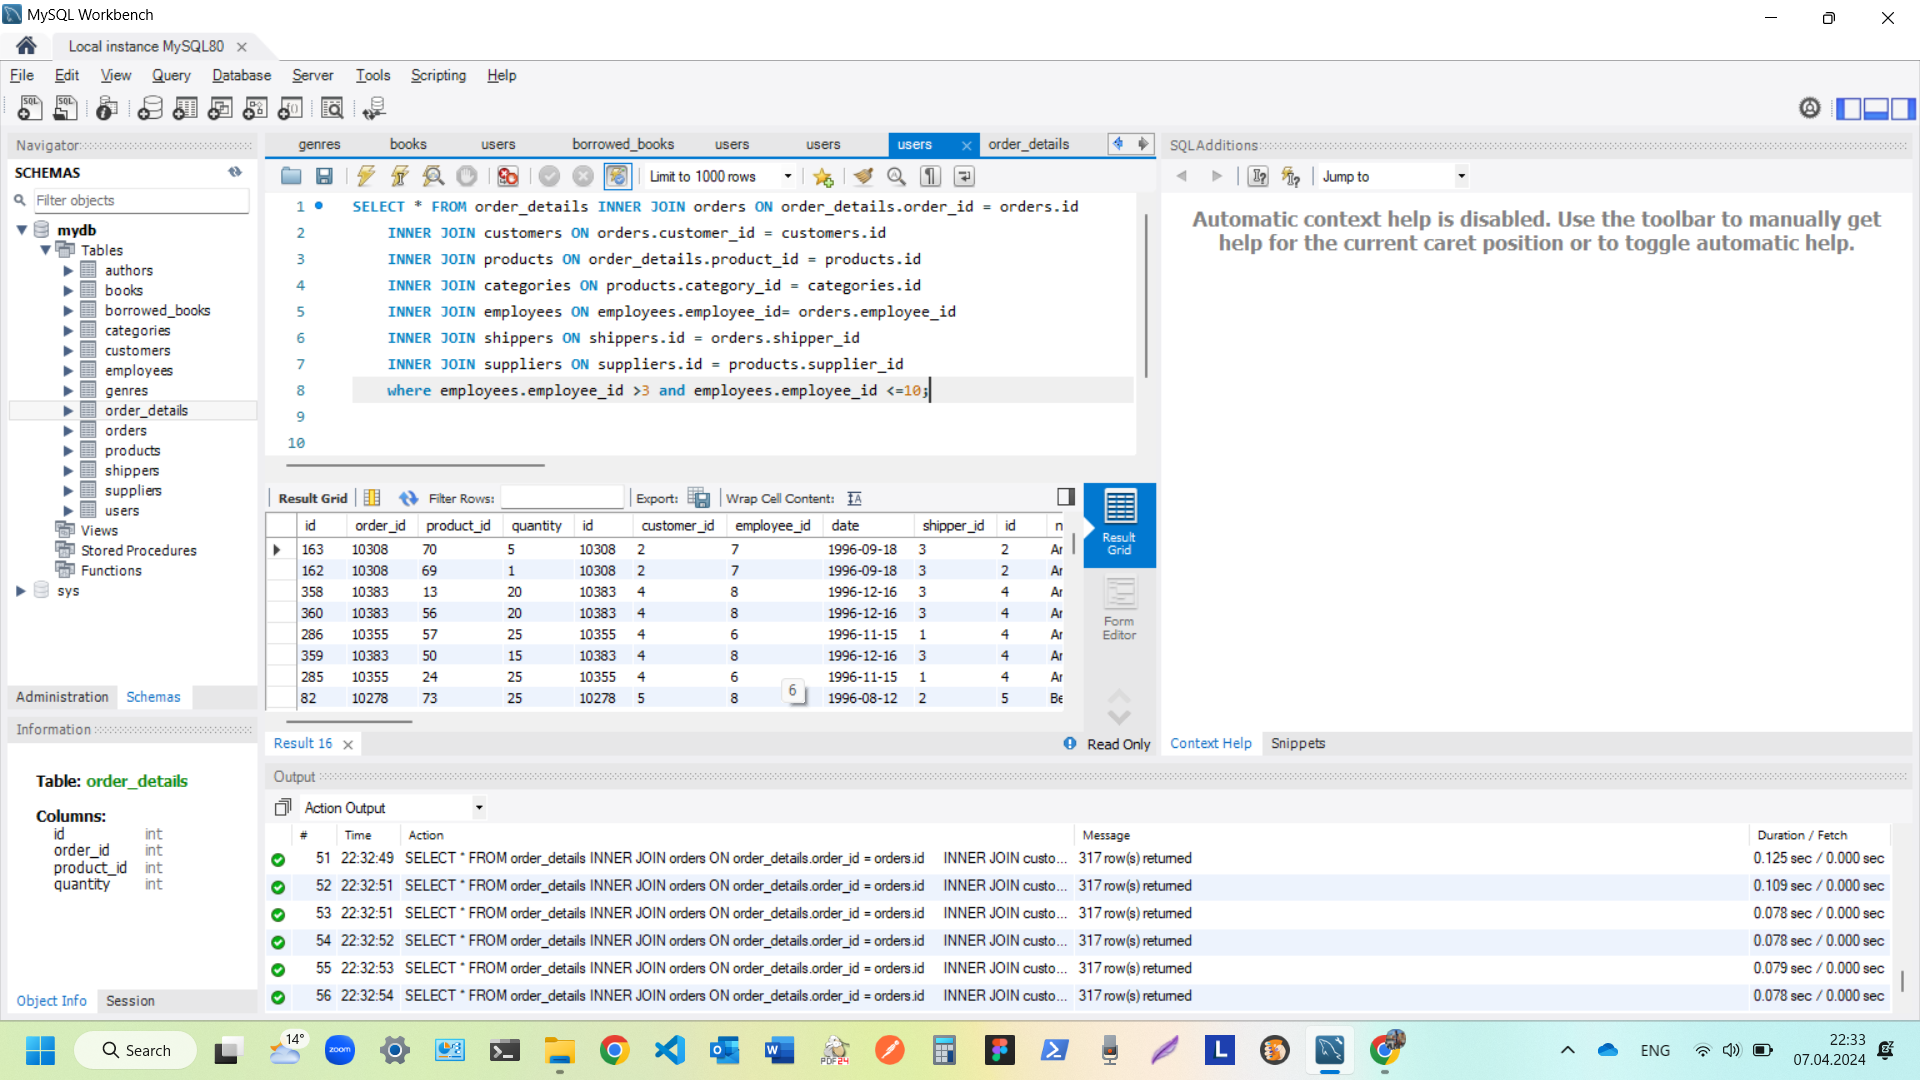 MySQL Workbench
Local instance MySQL80
File Edit View Query Database Server Tools Scripting Help
Navigator
SCHEMAS
Filter objects
mydb
Tables
authors
books
borrowed_books
categories
customers
employees
genres
order_details
orders
products
shippers
suppliers
users
Views
Stored Procedures
Functions
sys
Administration Schemas
Information
Table: order_details
Columns:
id int
order_id int
product_id int
quantity int
Object Info Session
genres books users borrowed_books users users users order_details
Limit to 1000 rows
1 SELECT * FROM order_details INNER JOIN orders ON order_details.order_id = orders.id
2 INNER JOIN customers ON orders.customer_id = customers.id
3 INNER JOIN products ON order_details.product_id = products.id
4 INNER JOIN categories ON products.category_id = categories.id
5 INNER JOIN employees ON employees.employee_id= orders.employee_id
6 INNER JOIN shippers ON shippers.id = orders.shipper_id
7 INNER JOIN suppliers ON suppliers.id = products.supplier_id
8 where employees.employee_id >3 and employees.employee_id <=10;
9
10
Result Grid Filter Rows: Export: Wrap Cell Content:
id order_id product_id quantity id customer_id employee_id date shipper_id id n
163 10308 70 5 10308 2 7 1996-09-18 3 2 Ar
162 10308 69 1 10308 2 7 1996-09-18 3 2 Ar
358 10383 13 20 10383 4 8 1996-12-16 3 4 Ar
360 10383 56 20 10383 4 8 1996-12-16 3 4 Ar
286 10355 57 25 10355 4 6 1996-11-15 1 4 Ar
359 10383 50 15 10383 4 8 1996-12-16 3 4 Ar
285 10355 24 25 10355 4 6 1996-11-15 1 4 Ar
82 10278 73 25 10278 5 8 1996-08-12 2 5 Be
6
Result Grid
Form Editor
Result 16
Read Only
SQLAdditions
Jump to
Automatic context help is disabled. Use the toolbar to manually get
help for the current caret position or to toggle automatic help.
Context Help Snippets
Output
Action Output
# Time Action Message Duration / Fetch
51 22:32:49 SELECT * FROM order_details INNER JOIN orders ON order_details.order_id = orders.id INNER JOIN custo... 317 row(s) returned 0.125 sec / 0.000 sec
52 22:32:51 SELECT * FROM order_details INNER JOIN orders ON order_details.order_id = orders.id INNER JOIN custo... 317 row(s) returned 0.109 sec / 0.000 sec
53 22:32:51 SELECT * FROM order_details INNER JOIN orders ON order_details.order_id = orders.id INNER JOIN custo... 317 row(s) returned 0.078 sec / 0.000 sec
54 22:32:52 SELECT * FROM order_details INNER JOIN orders ON order_details.order_id = orders.id INNER JOIN custo... 317 row(s) returned 0.078 sec / 0.000 sec
55 22:32:53 SELECT * FROM order_details INNER JOIN orders ON order_details.order_id = orders.id INNER JOIN custo... 317 row(s) returned 0.079 sec / 0.000 sec
56 22:32:54 SELECT * FROM order_details INNER JOIN orders ON order_details.order_id = orders.id INNER JOIN custo... 317 row(s) returned 0.078 sec / 0.000 sec
Search
14°
zoom
PDF24
L
ENG
22:33
07.04.2024